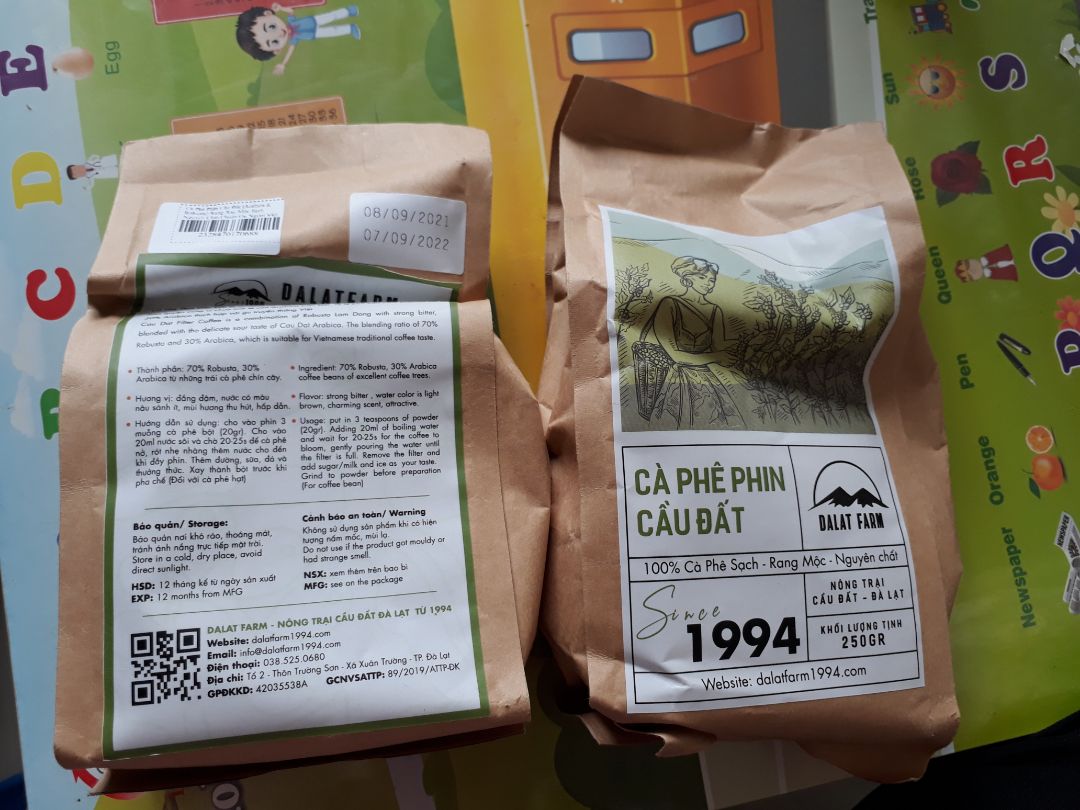 08/09/2021
07/09/2022
Since 1994
DALAT FARM
Cau Dat Filter Coffee is a combination of Robusta Lam Dong with strong bitter,
blended with the delicate sour taste of Cau Dat Arabica. The blending ratio of 70%
Robusta and 30% Arabica, which is suitable for Vietnamese traditional coffee taste.
• Thành phần: 70% Robusta, 30%
Arabica từ những trái cà phê chín cây.
• Hương vị: đắng đậm, nước có màu
nâu sánh ít, mùi hương thu hút, hấp dẫn.
• Hướng dẫn sử dụng: cho vào phin 3
muỗng cà phê bột (20gr). Cho vào
20ml nước sôi và chờ 20-25s để cà phê
nở, rót nhẹ nhàng thêm nước cho đến
khi đầy phin. Thêm đường, sữa, đá và
thưởng thức. Xay thành bột trước khi
pha chế (Đối với cà phê hạt)
• Ingredient: 70% Robusta, 30% Arabica
coffee beans of excellent coffee trees.
• Flavor: strong bitter , water color is light
brown, charming scent, attractive.
• Usage: put in 3 teaspoons of powder
(20gr). Adding 20ml of boiling water
and wait for 20-25s for the coffee to
bloom, gently pouring the water until
the filter is full. Remove the filter and
add sugar/milk and ice as your taste.
Grind to powder before preparation
(For coffee bean)
Bảo quản/ Storage:
Bảo quản nơi khô ráo, thoáng mát,
tránh ánh nắng trực tiếp mặt trời.
Store in a cold, dry place, avoid
direct sunlight.
HSD: 12 tháng kể từ ngày sản xuất
EXP: 12 months from MFG
Cảnh báo an toàn/ Warning
Không sử dụng sản phẩm khi có hiện
tượng nấm mốc, mùi lạ.
Do not use if the product got mouldy or
had strange smell.
NSX: xem thêm trên bao bì
MFG: see on the package
DALAT FARM - NÔNG TRẠI CẦU ĐẤT ĐÀ LẠT TỪ 1994
Website: dalatfarm1994.com
Email: info@dalatfarm1994.com
Điện thoại: 038.525.0680
Địa chỉ: Tổ 2 - Thôn Trường Sơn - Xã Xuân Trường - TP. Đà Lạt
GPĐKKD: 42035538A GCNVSATTP: 89/2019/ATTP-ĐK
CÀ PHÊ PHIN
CẦU ĐẤT
DALAT FARM
100% Cà Phê Sạch - Rang Mộc - Nguyên chất
Since
1994
NÔNG TRẠI
CẦU ĐẤT - ĐÀ LẠT
KHỐI LƯỢNG TỊNH
250GR
Website: dalatfarm1994.com
E
Egg
D
C
B
Sun
S
Rose
R
Queen
Q
Pen
P
Orange
Newspaper